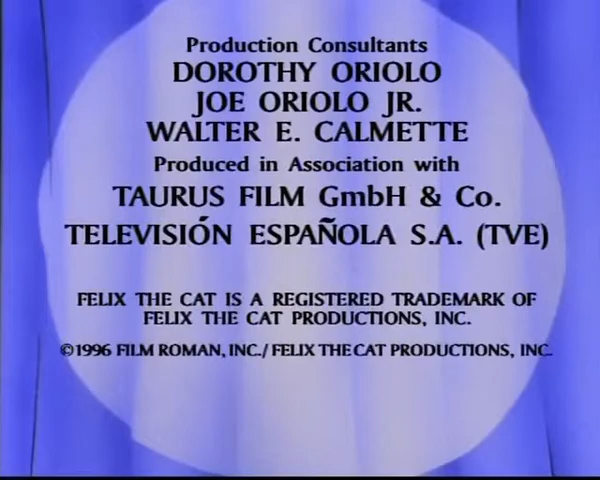 Production Consultants
DOROTHY ORIOLO
JOE ORIOLO JR.
WALTER E. CALMETTE
Produced in Association with
TAURUS FILM GmbH & Co.
TELEVISIÓN ESPAÑOLA S.A. (TVE)
FELIX THE CAT IS A REGISTERED TRADEMARK OF
FELIX THE CAT PRODUCTIONS, INC.
©1996 FILM ROMAN, INC./ FELIX THE CAT PRODUCTIONS, INC.